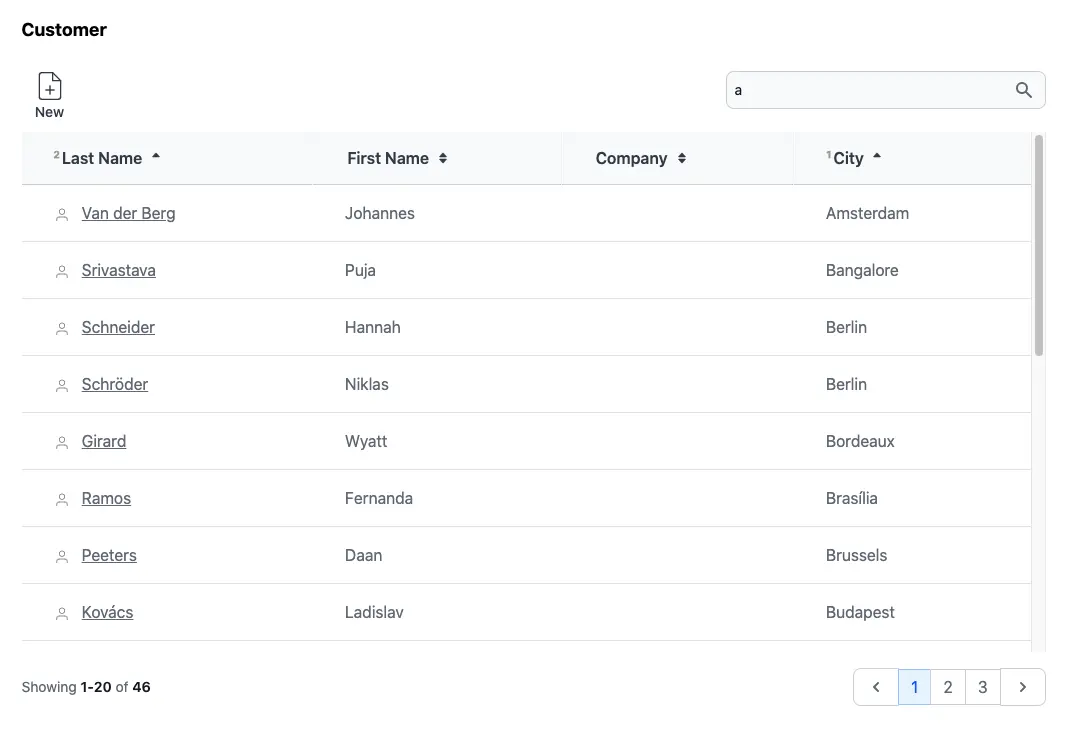 Customer
New
a
2 Last Name First Name Company 1 City
Van der Berg Johannes Amsterdam
Srivastava Puja Bangalore
Schneider Hannah Berlin
Schröder Niklas Berlin
Girard Wyatt Bordeaux
Ramos Fernanda Brasília
Peeters Daan Brussels
Kovács Ladislav Budapest
Showing 1-20 of 46
1 2 3